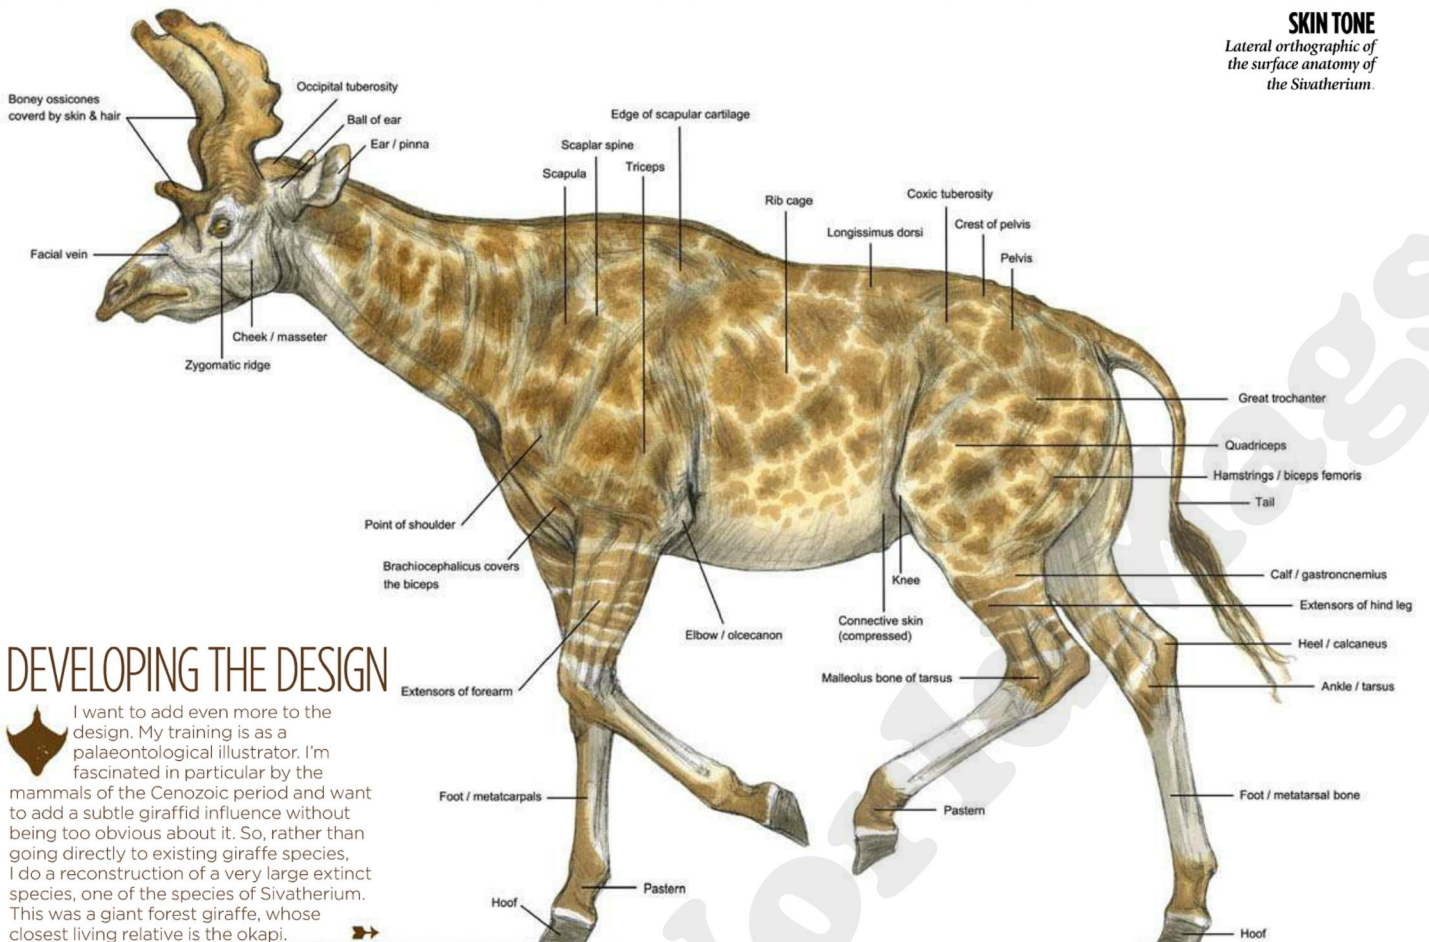 SKIN TONE
Lateral orthographic of
the surface anatomy of
the Sivatherium.
Boney ossicones
coverd by skin & hair
Occipital tuberosity
Ball of ear
Ear / pinna
Edge of scapular cartilage
Scaplar spine
Triceps
Scapula
Rib cage
Longissimus dorsi
Coxic tuberosity
Crest of pelvis
Pelvis
Facial vein
Cheek / masseter
Zygomatic ridge
Great trochanter
Quadriceps
Hamstrings / biceps femoris
Tail
Point of shoulder
Brachiocephalicus covers
the biceps
Knee
Calf / gastroncnemius
Extensors of hind leg
Connective skin
(compressed)
Elbow / olcecanon
Heel / calcaneus
Malleolus bone of tarsus
Ankle / tarsus
Extensors of forearm
Foot / metatcarpals
Pastern
Foot / metatarsal bone
Pastern
Hoof
Hoof
DEVELOPING THE DESIGN
I want to add even more to the
design. My training is as a
palaeontological illustrator. I'm
fascinated in particular by the
mammals of the Cenozoic period and want
to add a subtle giraffid influence without
being too obvious about it. So, rather than
going directly to existing giraffe species,
I do a reconstruction of a very large extinct
species, one of the species of Sivatherium.
This was a giant forest giraffe, whose
closest living relative is the okapi.